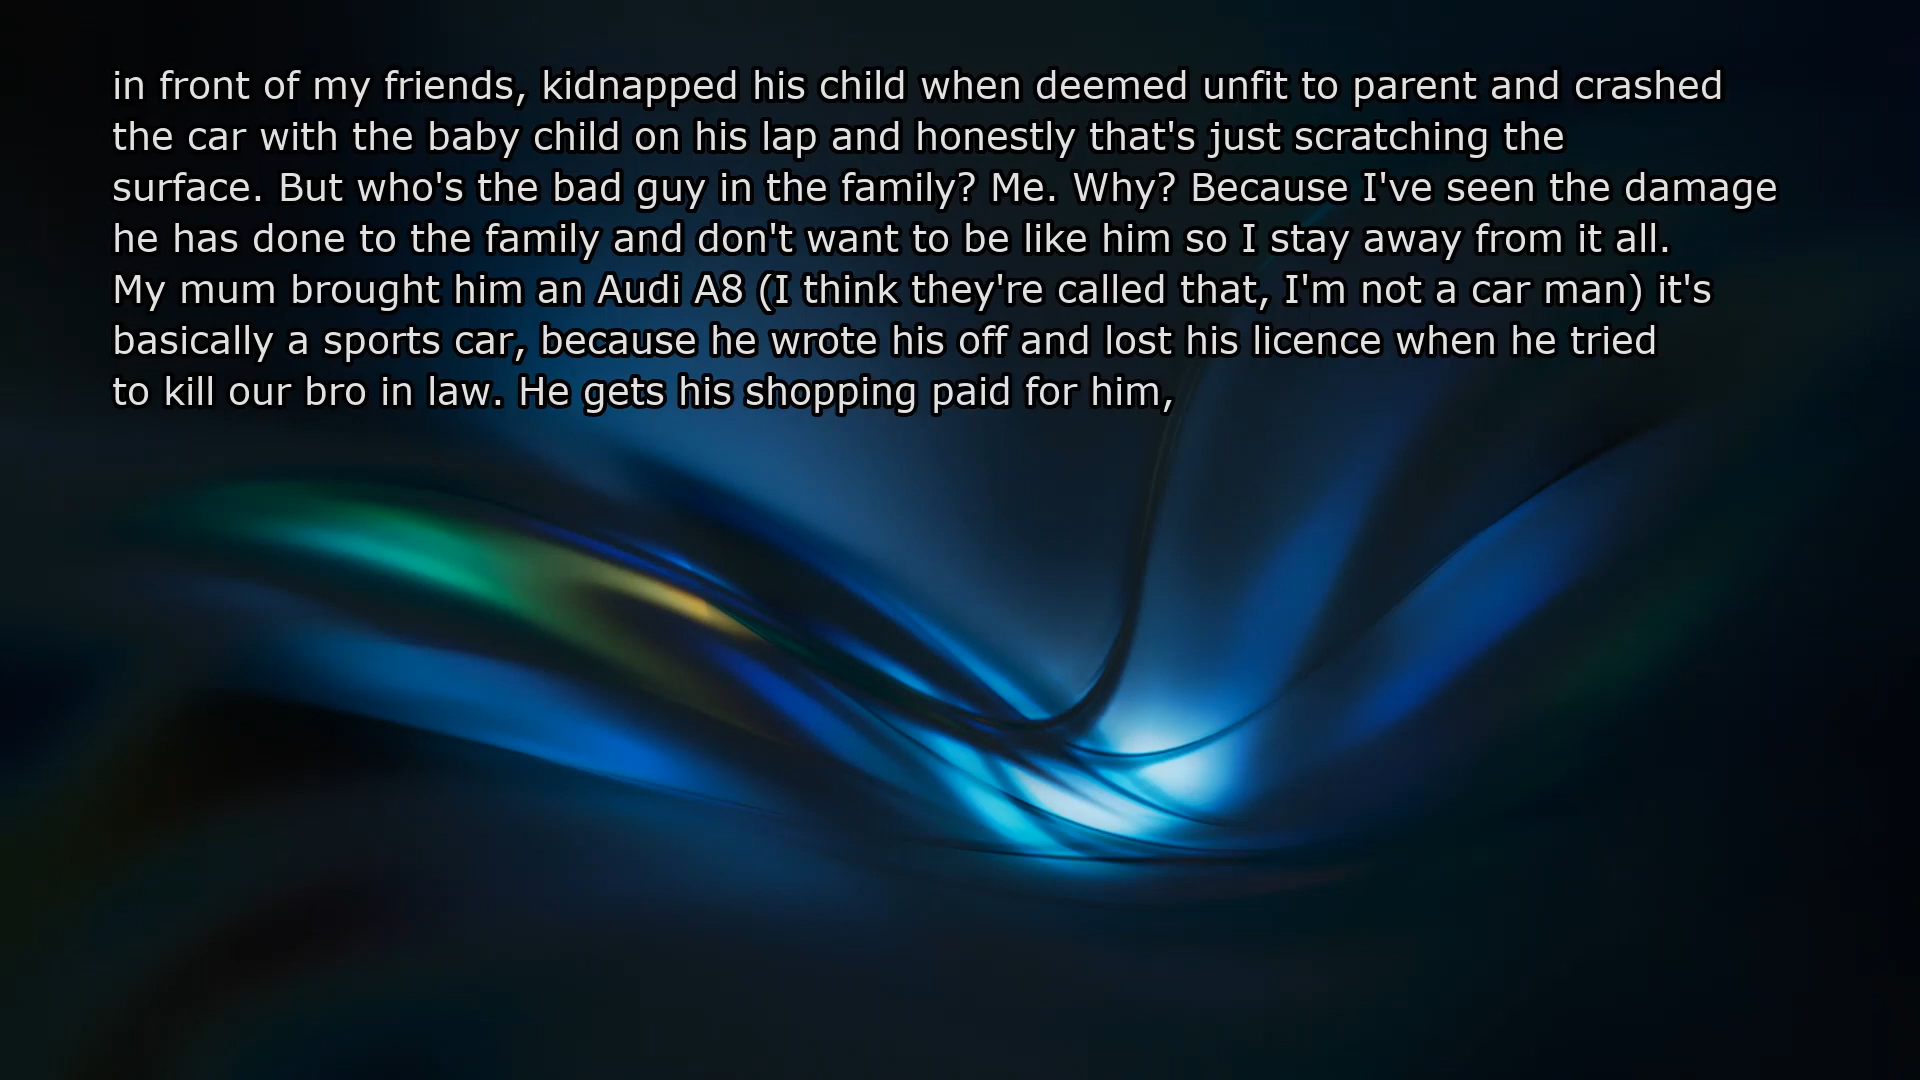 in front of my friends, kidnapped his child when deemed unfit to parent and crashed
the car with the baby child on his lap and honestly that's just scratching the
surface. But who's the bad guy in the family? Me. Why? Because I've seen the damage
he has done to the family and don't want to be like him so I stay away from it all.
My mum brought him an Audi A8 (I think they're called that, I'm not a car man) it's
basically a sports car, because he wrote his off and lost his licence when he tried
to kill our bro in law. He gets his shopping paid for him,